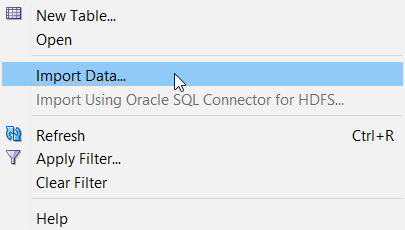 New Table...
Open
Import Data...
Import Using Oracle SQL Connector for HDFS...
Refresh Ctrl+R
Apply Filter...
Clear Filter
Help